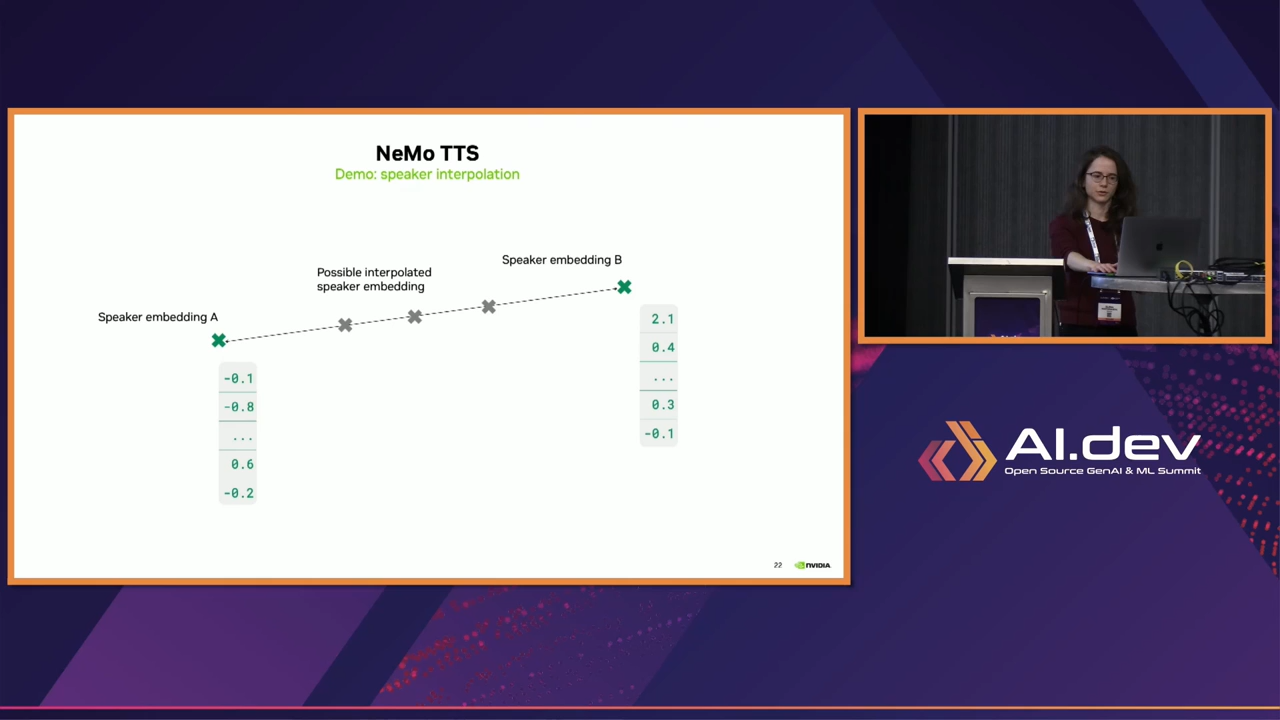 NeMo TTS
Demo: speaker interpolation
Speaker embedding B
Possible interpolated
speaker embedding
Speaker embedding A
2.1
0.4
...
0.3
-0.1
-0.1
-0.8
...
0.6
-0.2
22
NVIDIA
AI.dev
Open Source GenAI & ML Summit